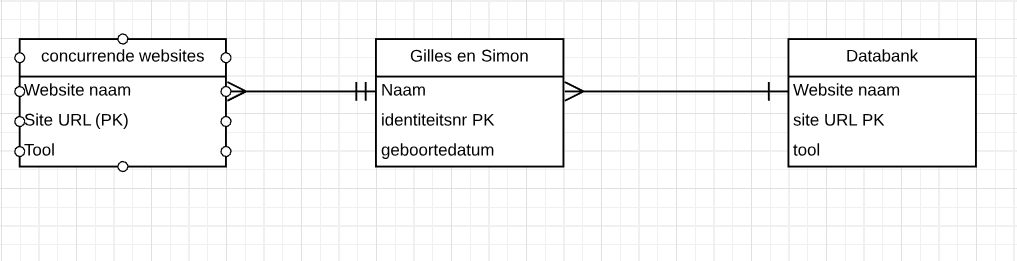 concurrende websites
Website naam
Site URL (PK)
Tool
Gilles en Simon
Naam
identiteitsnr PK
geboortedatum
Databank
Website naam
site URL PK
tool